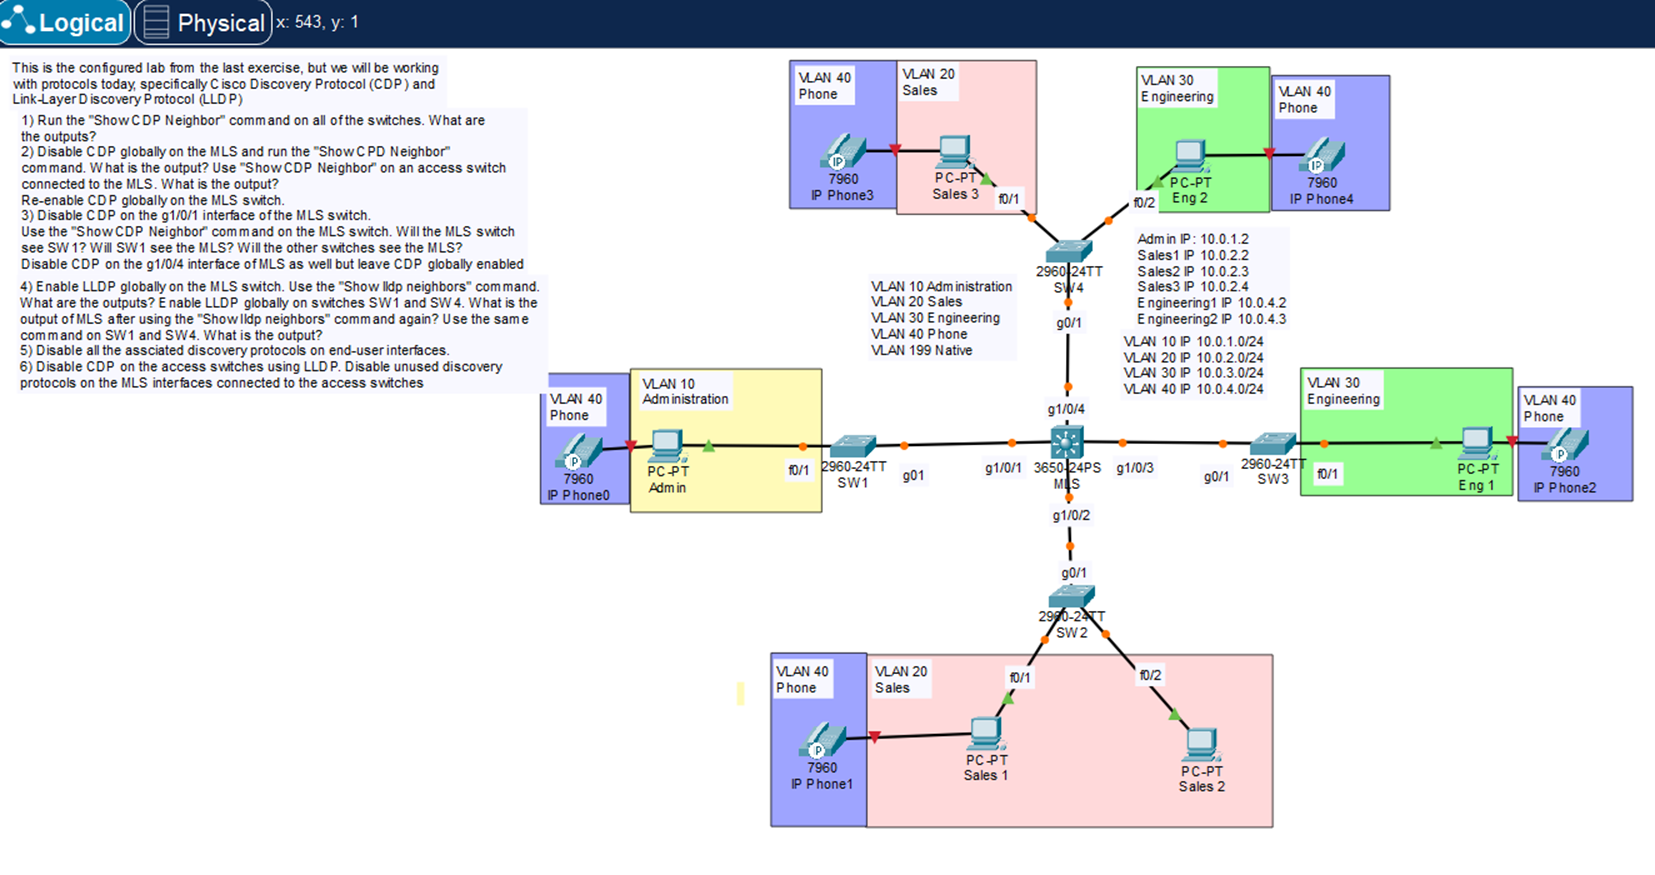 Logical
Physical
x: 543, y: 1
This is the configured lab from the last exercise, but we will be working
with protocols today, specifically Cisco Discovery Protocol (CDP) and
Link-Layer Discovery Protocol (LLDP)
1) Run the "Show CDP Neighbor" command on all of the switches. What are
the outputs?
2) Disable CDP globally on the MLS and run the "Show CPD Neighbor"
command. What is the output? Use "Show CDP Neighbor" on an access switch
connected to the MLS. What is the output?
Re-enable CDP globally on the MLS switch.
3) Disable CDP on the g1/0/1 interface of the MLS switch.
Use the "Show CDP Neighbor" command on the MLS switch. Will the MLS switch
see SW1? Will SW1 see the MLS? Will the other switches see the MLS?
Disable CDP on the g1/0/4 interface of MLS as well but leave CDP globally enabled
4) Enable LLDP globally on the MLS switch. Use the "Show lldp neighbors" command.
What are the outputs? Enable LLDP globally on switches SW1 and SW4. What is the
output of MLS after using the "Show lldp neighbors" command again? Use the same
command on SW1 and SW4. What is the output?
5) Disable all the assciated discovery protocols on end-user interfaces.
6) Disable CDP on the access switches using LLDP. Disable unused discovery
protocols on the MLS interfaces connected to the access switches
VLAN 40
Phone
IP
7960
IP Phone3
VLAN 20
Sales
PC-PT
Sales 3
f0/1
VLAN 30
Engineering
PC-PT
Eng 2
f0/2
VLAN 40
Phone
IP
7960
IP Phone4
2960-24TT
SW4
g0/1
Admin IP: 10.0.1.2
Sales1 IP 10.0.2.2
Sales2 IP 10.0.2.3
Sales3 IP 10.0.2.4
Engineering1 IP 10.0.4.2
Engineering2 IP 10.0.4.3
VLAN 10 Administration
VLAN 20 Sales
VLAN 30 Engineering
VLAN 40 Phone
VLAN 199 Native
VLAN 10 IP 10.0.1.0/24
VLAN 20 IP 10.0.2.0/24
VLAN 30 IP 10.0.3.0/24
VLAN 40 IP 10.0.4.0/24
VLAN 40
Phone
IP
7960
IP Phone0
VLAN 10
Administration
PC-PT
Admin
f0/1
2960-24TT
SW1
g01
g1/0/1
g1/0/4
3650-24PS
MLS
g1/0/3
g1/0/2
g0/1
2960-24TT
SW3
f0/1
VLAN 30
Engineering
PC-PT
Eng 1
VLAN 40
Phone
IP
7960
IP Phone2
g0/1
2960-24TT
SW2
f0/1
f0/2
VLAN 40
Phone
IP
7960
IP Phone1
VLAN 20
Sales
PC-PT
Sales 1
PC-PT
Sales 2